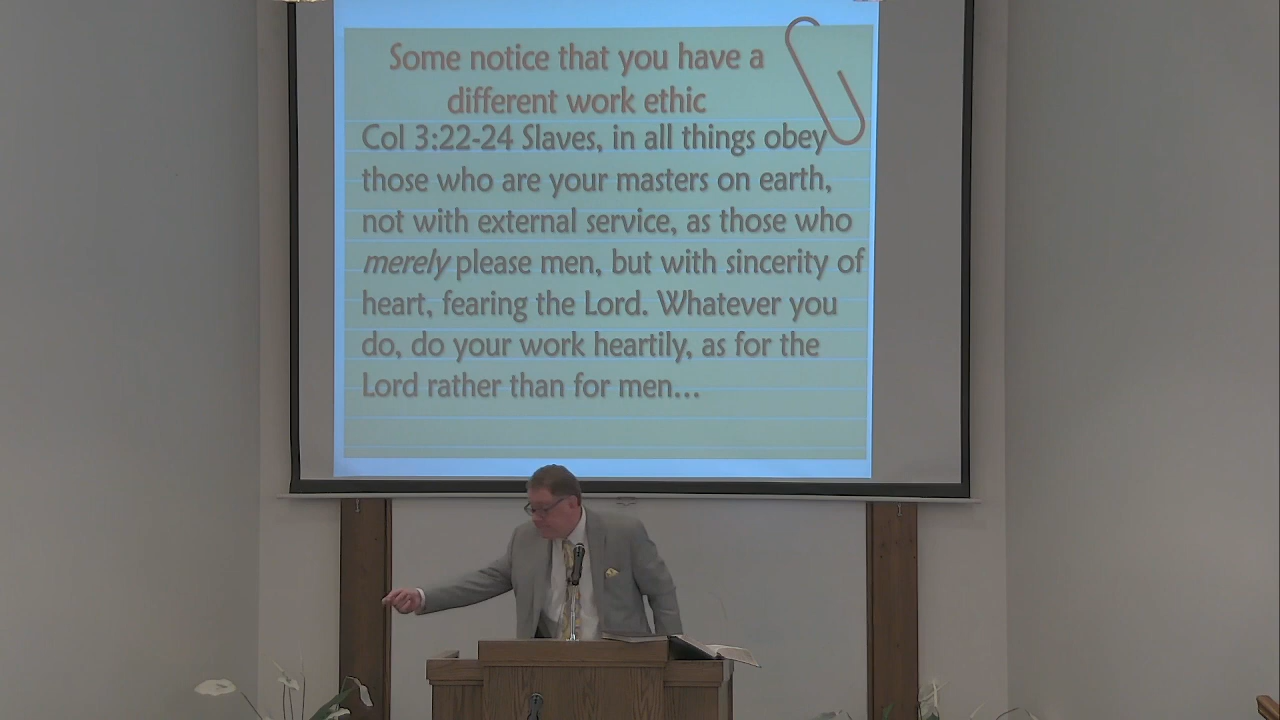 Some notice that you have a
different work ethic
Col 3:22-24 Slaves, in all things obey
those who are your masters on earth,
not with external service, as those who
merely please men, but with sincerity of
heart, fearing the Lord. Whatever you
do, do your work heartily, as for the
Lord rather than for men…